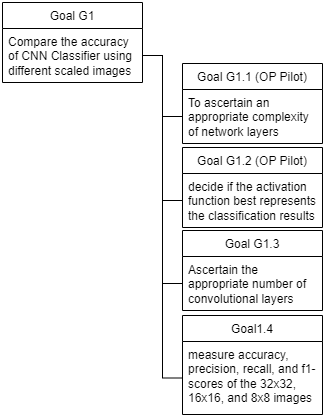 Goal G1
Compare the accuracy
of CNN Classifier using
different scaled images
Goal G1.1 (OP Pilot)
To ascertain an
appropriate complexity
of network layers
Goal G1.2 (OP Pilot)
decide if the activation
function best represents
the classification results
Goal G1.3
Ascertain the
appropriate number of
convolutional layers
Goal1.4
measure accuracy,
precision, recall, and f1-
scores of the 32x32,
16x16, and 8x8 images